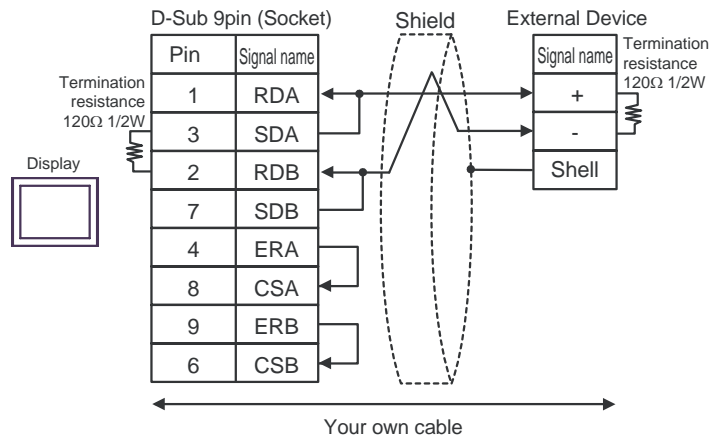 D-Sub 9pin (Socket)
Shield
External Device
Pin
Signal name
Signal name
Termination
resistance
120Ω 1/2W
Termination
resistance
120Ω 1/2W
1
RDA
+
3
SDA
-
Display
2
RDB
Shell
7
SDB
4
ERA
8
CSA
9
ERB
6
CSB
Your own cable